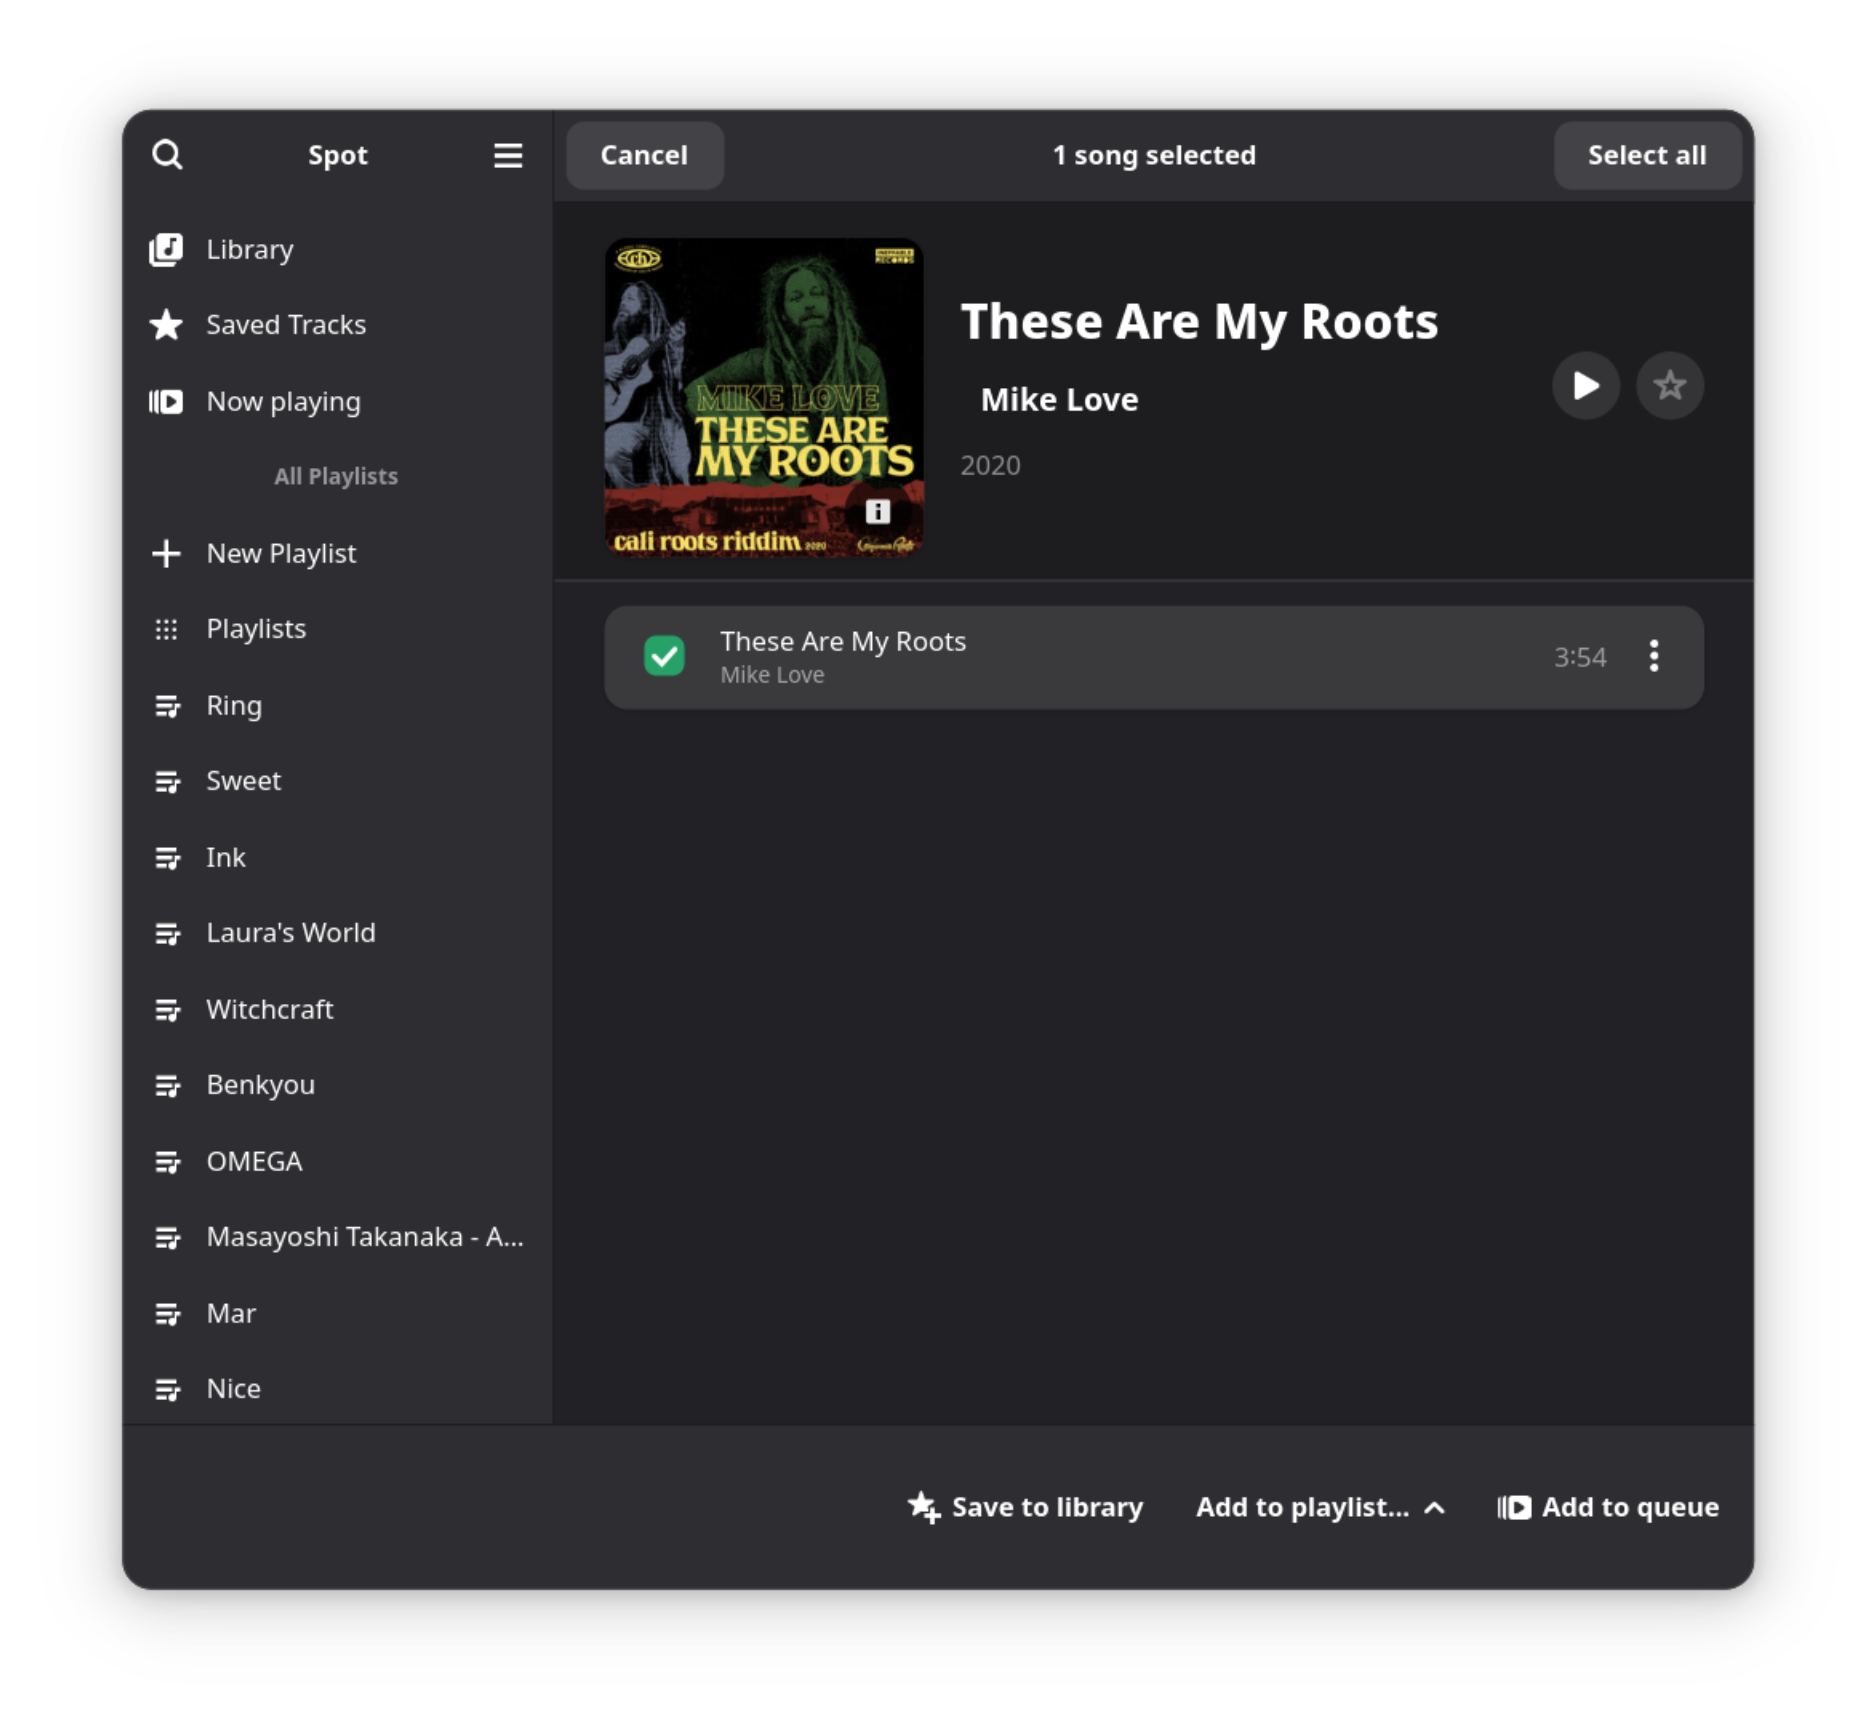 Spot
Library
Saved Tracks
Now playing
All Playlists
New Playlist
Playlists
Ring
Sweet
Ink
Laura's World
Witchcraft
Benkyou
OMEGA
Masayoshi Takanaka - A...
Mar
Nice
Cancel
1 song selected
Select all
MIKE LOVE
THESE ARE
MY ROOTS
cali roots riddim 2020
These Are My Roots
Mike Love
2020
These Are My Roots
Mike Love
3:54
Save to library
Add to playlist...
Add to queue